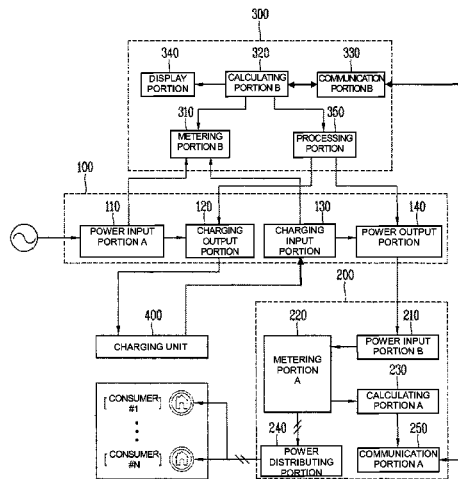 300
340
320
330
DISPLAY
PORTION
CALCULATING
PORTION B
COMMUNICATION
PORTION B
310
350
METERING
PORTION B
PROCESSING
PORTION
100
110
120
130
140
POWER INPUT
PORTION A
CHARGING
OUTPUT
PORTION
CHARGING
INPUT
PORTION
POWER OUTPUT
PORTION
200
400
220
210
CHARGING UNIT
METERING
PORTION
A
POWER INPUT
PORTION B
230
CALCULATING
PORTION A
CONSUMER
#1
240
250
CONSUMER
#N
POWER
DISTRIBUTING
PORTION
COMMUNICATION
PORTION A